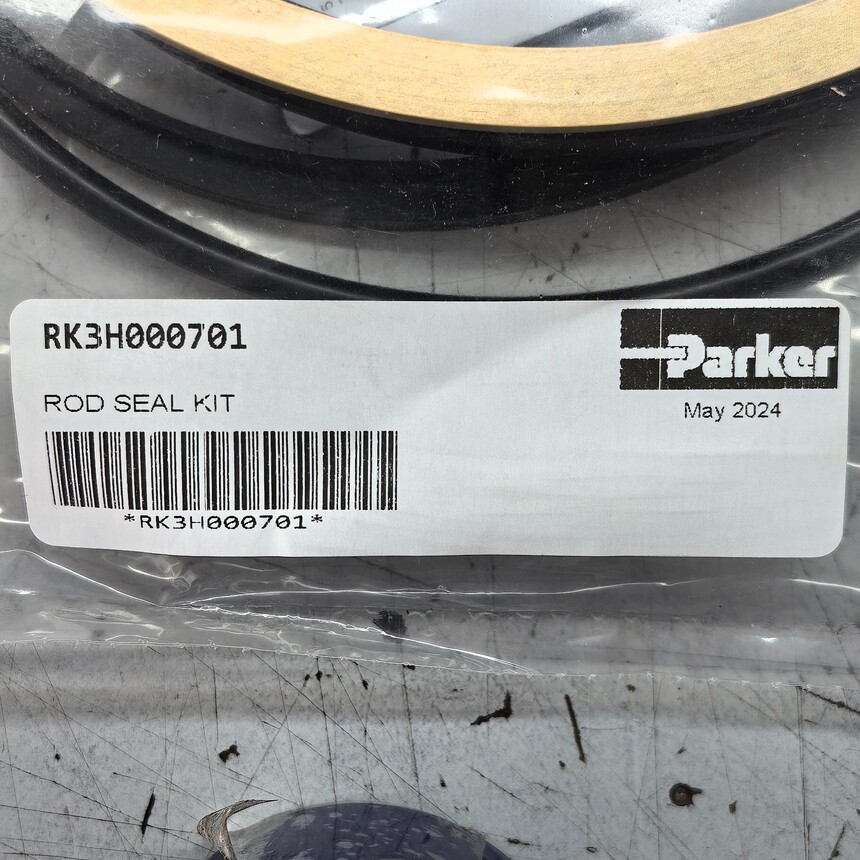 RK3H000701
Parker
ROD SEAL KIT
May 2024
*RK3H000701*